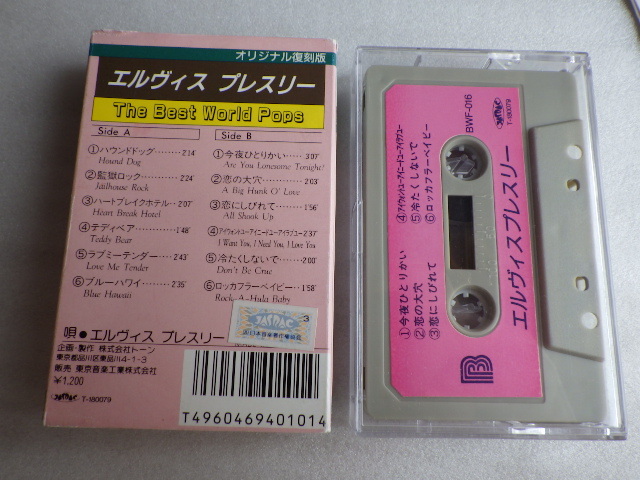 オリジナル復刻版
エルヴィス プレスリー
The Best World Pops
Side A
①ハウンドドッグ………2'14"
Hound Dog
②監獄ロック…………2'24"
Jailhouse Rock
③ハートブレイクホテル…2'07"
Heart Break Hotel
④テディベア…………1'48"
Teddy Bear
⑤ラブミーテンダー……2'43"
Love Me Tender
⑥ブルーハワイ………2'35"
Blue Hawaii
Side B
①今夜ひとりかい……3'07"
Are You Lonesome Tonight?
②恋の大穴……………2'03"
A Big Hunk O' Love
③恋にしびれて………1'56"
All Shook Up
④アイウォントユーアイニードユーアイラブユー…2'37"
I Want You, I Need You, I Love You
⑤冷たくしないで……2'00"
Don't Be Crue
⑥ロッカフラーベイビー…1'58"
Rock-A-Hula Baby
唄●エルヴィス プレスリー
企画・製作 株式会社トーン
東京都品川区東品川4-1-3
販売 東京音楽工業株式会社
¥1,200
JASRAC T-180079
JASRAC
3
T4960469401014
JASRAC
T-180079
BWF-016
①今夜ひとりかい
②恋の大穴
③恋にしびれて
④アイウォントユーアイニードユーアイラブユー
⑤冷たくしないで
⑥ロッカフラーベイビー
エルヴィスプレスリー
B